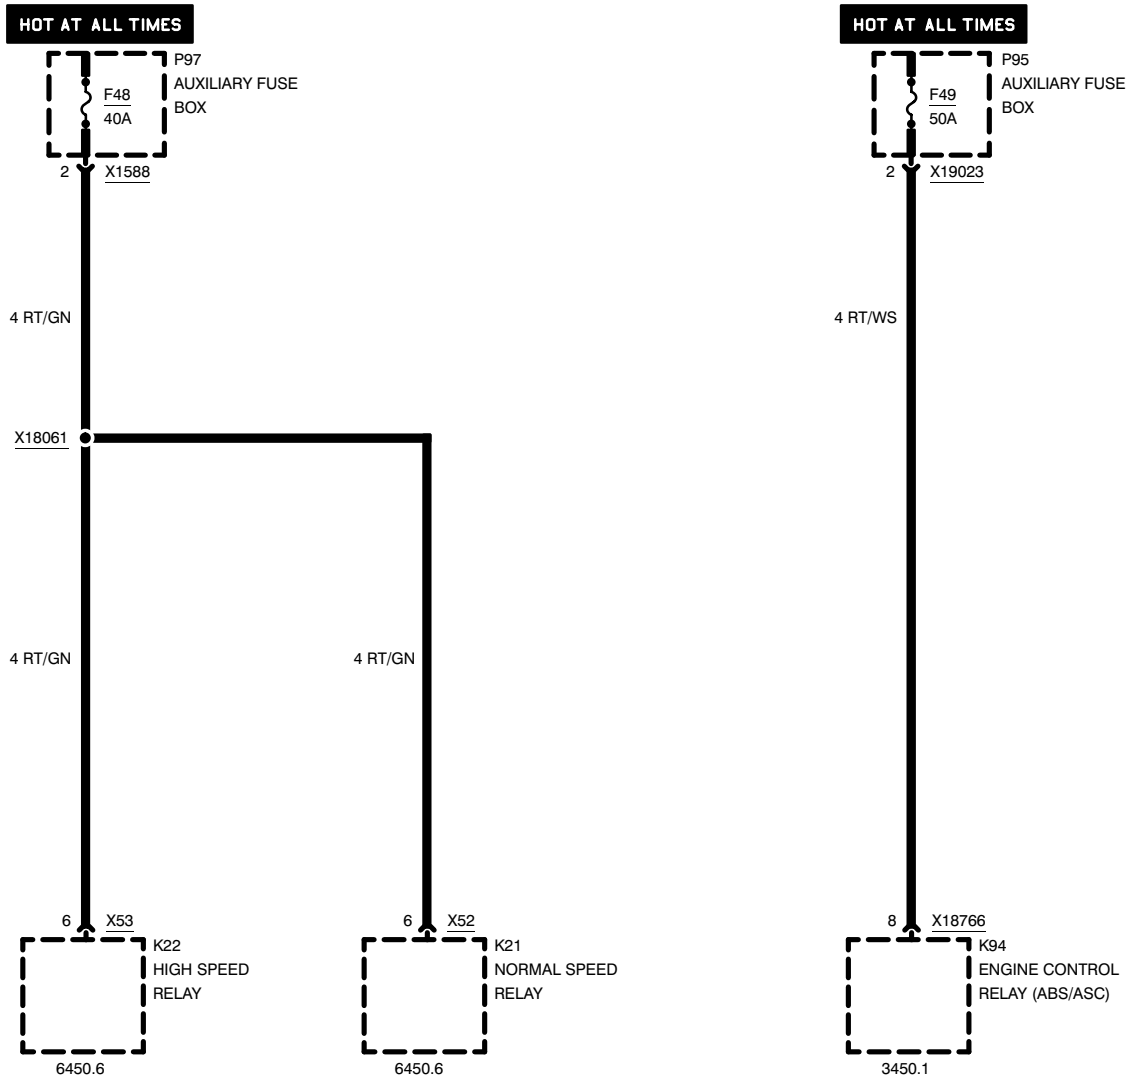 HOT AT ALL TIMES
P97
AUXILIARY FUSE
BOX
F48
40A
2 X1588
4 RT/GN
X18061
4 RT/GN
4 RT/GN
6 X53
K22
HIGH SPEED
RELAY
6450.6
6 X52
K21
NORMAL SPEED
RELAY
6450.6
HOT AT ALL TIMES
P95
AUXILIARY FUSE
BOX
F49
50A
2 X19023
4 RT/WS
8 X18766
K94
ENGINE CONTROL
RELAY (ABS/ASC)
3450.1